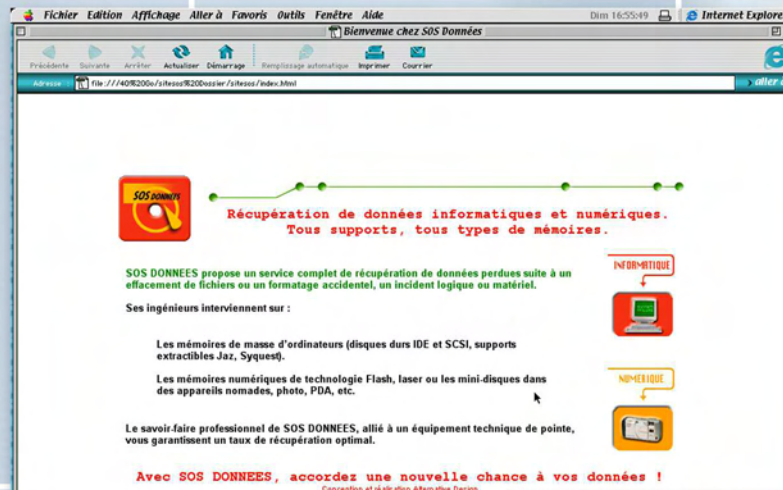 Fichier Edition Affichage Aller à Favoris Outils Fenêtre Aide
Dim 16:55:49 Internet Explore
Bienvenue chez SOS Données
Précédente Suivante Arrêter Actualiser Démarrage Remplissage automatique Imprimer Courrier
Adresse : file:///40%20Go/sitesos%20Dossier/sitesos/index.html
> aller à
SOS DONNEES
Récupération de données informatiques et numériques.
Tous supports, tous types de mémoires.
SOS DONNEES propose un service complet de récupération de données perdues suite à un
effacement de fichiers ou un formatage accidentel, un incident logique ou matériel.
Ses ingénieurs interviennent sur :
Les mémoires de masse d'ordinateurs (disques durs IDE et SCSI, supports
extractibles Jaz, Syquest).
Les mémoires numériques de technologie Flash, laser ou les mini-disques dans
des appareils nomades, photo, PDA, etc.
Le savoir-faire professionnel de SOS DONNEES, allié à un équipement technique de pointe,
vous garantissent un taux de récupération optimal.
INFORMATIQUE
SOS
NUMERIQUE
Avec SOS DONNEES, accordez une nouvelle chance à vos données !
Conception et réalisation Alternative Design